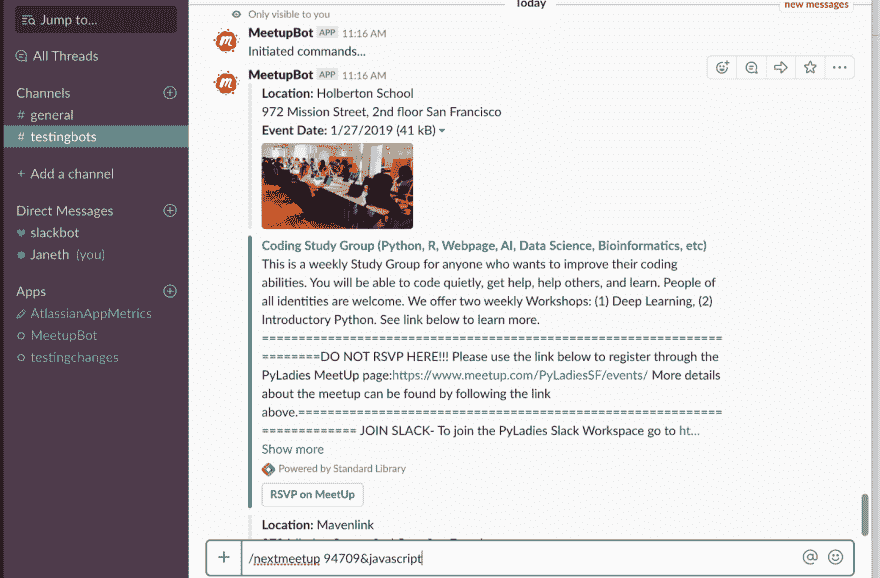 Jump to...
All Threads
Channels
# general
# testingbots
+ Add a channel
Direct Messages
slackbot
Janeth (you)
Apps
AtlassianAppMetrics
MeetupBot
testingchanges
Today
new messages
Only visible to you
MeetupBot APP 11:16 AM
Initiated commands...
MeetupBot APP 11:16 AM
Location: Holberton School
972 Mission Street, 2nd floor San Francisco
Event Date: 1/27/2019 (41 kB)
Coding Study Group (Python, R, Webpage, AI, Data Science, Bioinformatics, etc)
This is a weekly Study Group for anyone who wants to improve their coding
abilities. You will be able to code quietly, get help, help others, and learn. People of
all identities are welcome. We offer two weekly Workshops: (1) Deep Learning, (2)
Introductory Python. See link below to learn more.
==============================================================
========DO NOT RSVP HERE!!! Please use the link below to register through the
PyLadies MeetUp page:https://www.meetup.com/PyLadiesSF/events/ More details
about the meetup can be found by following the link
above.=========================================================
============= JOIN SLACK- To join the PyLadies Slack Workspace go to ht...
Show more
Powered by Standard Library
RSVP on MeetUp
Location: Mavenlink
/nextmeetup 94709&javascript